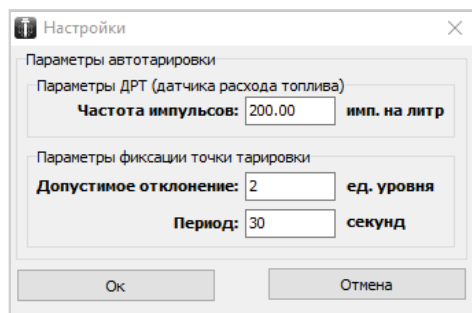 Настройки
Параметры автотарировки
Параметры ДРТ (датчика расхода топлива)
Частота импульсов: 200.00 имп. на литр
Параметры фиксации точки тарировки
Допустимое отклонение: 2 ед. уровня
Период: 30 секунд
Ок Отмена